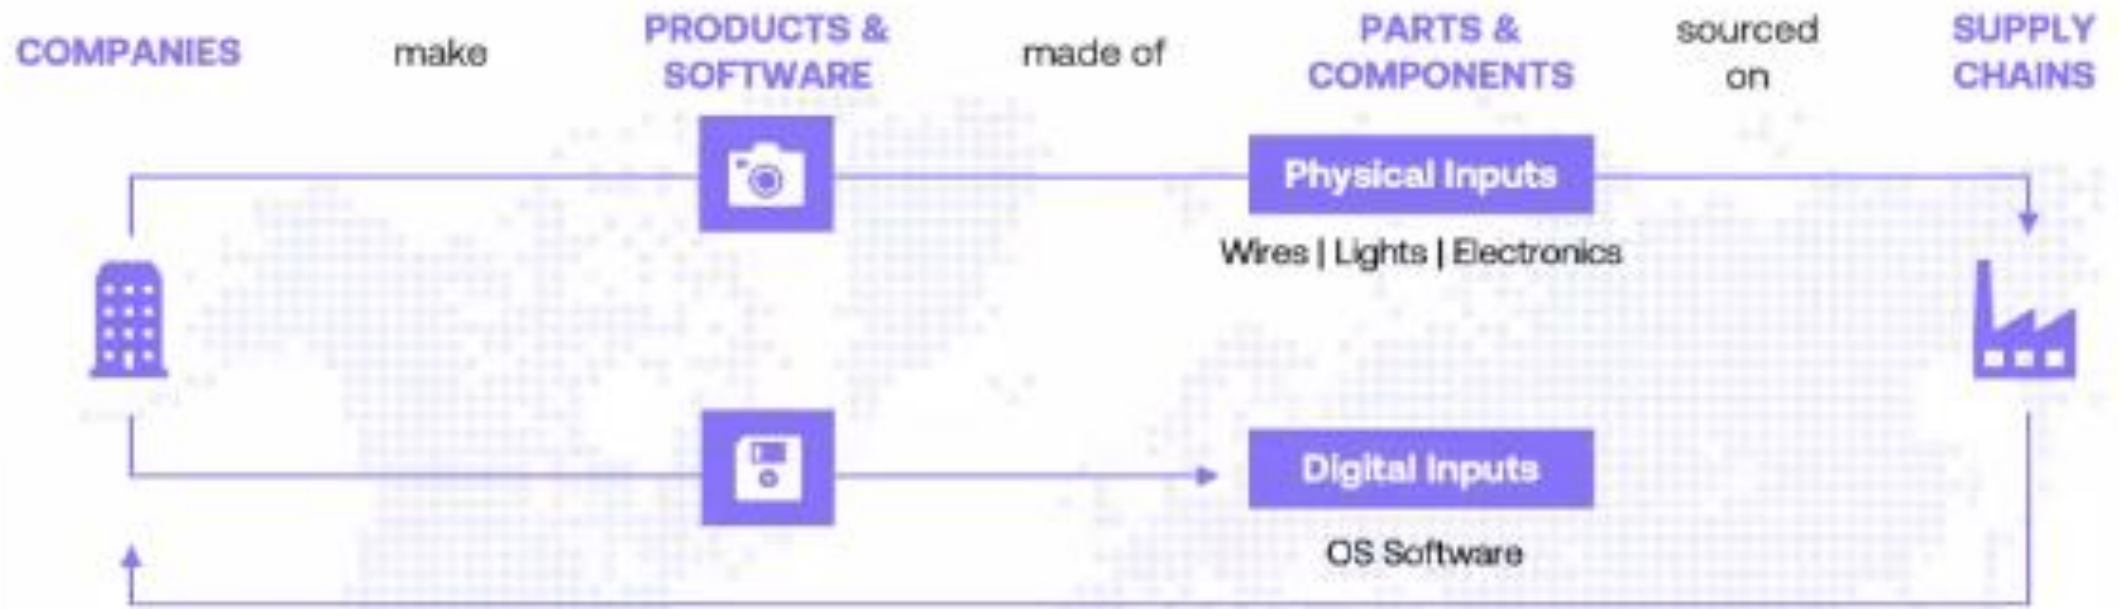 COMPANIES
make
PRODUCTS &
SOFTWARE
made of
PARTS &
COMPONENTS
sourced
on
SUPPLY
CHAINS
Physical Inputs
Wires | Lights | Electronics
Digital Inputs
OS Software